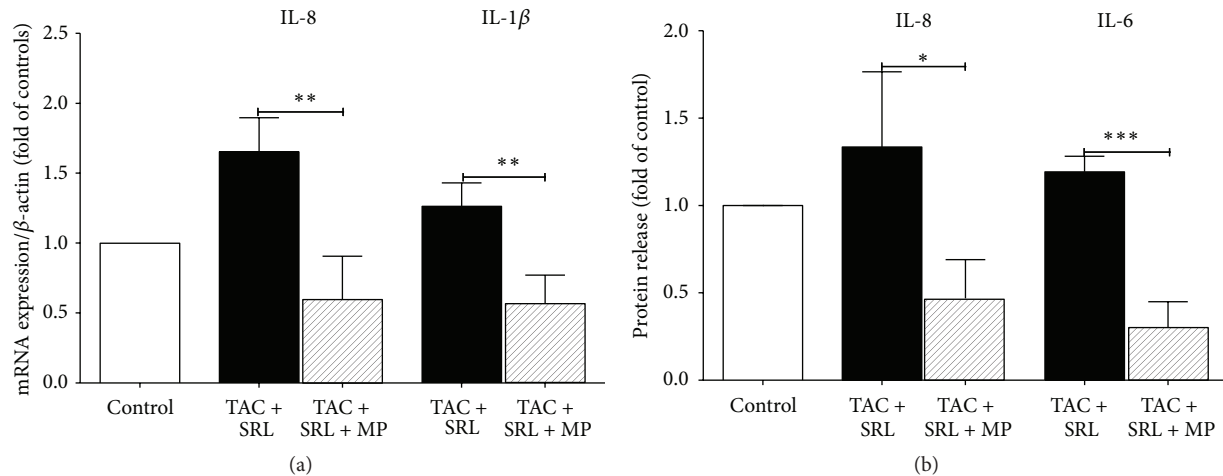 IL-8 IL-1β
mRNA expression/β-actin (fold of controls)
2.5
2.0
1.5
1.0
0.5
0.0
**
**
Control
TAC +
SRL
TAC +
SRL + MP
TAC +
SRL
TAC +
SRL + MP
(a)
IL-8 IL-6
Protein release (fold of control)
2.0
1.5
1.0
0.5
0.0
*
***
Control
TAC +
SRL
TAC +
SRL + MP
TAC +
SRL
TAC +
SRL + MP
(b)